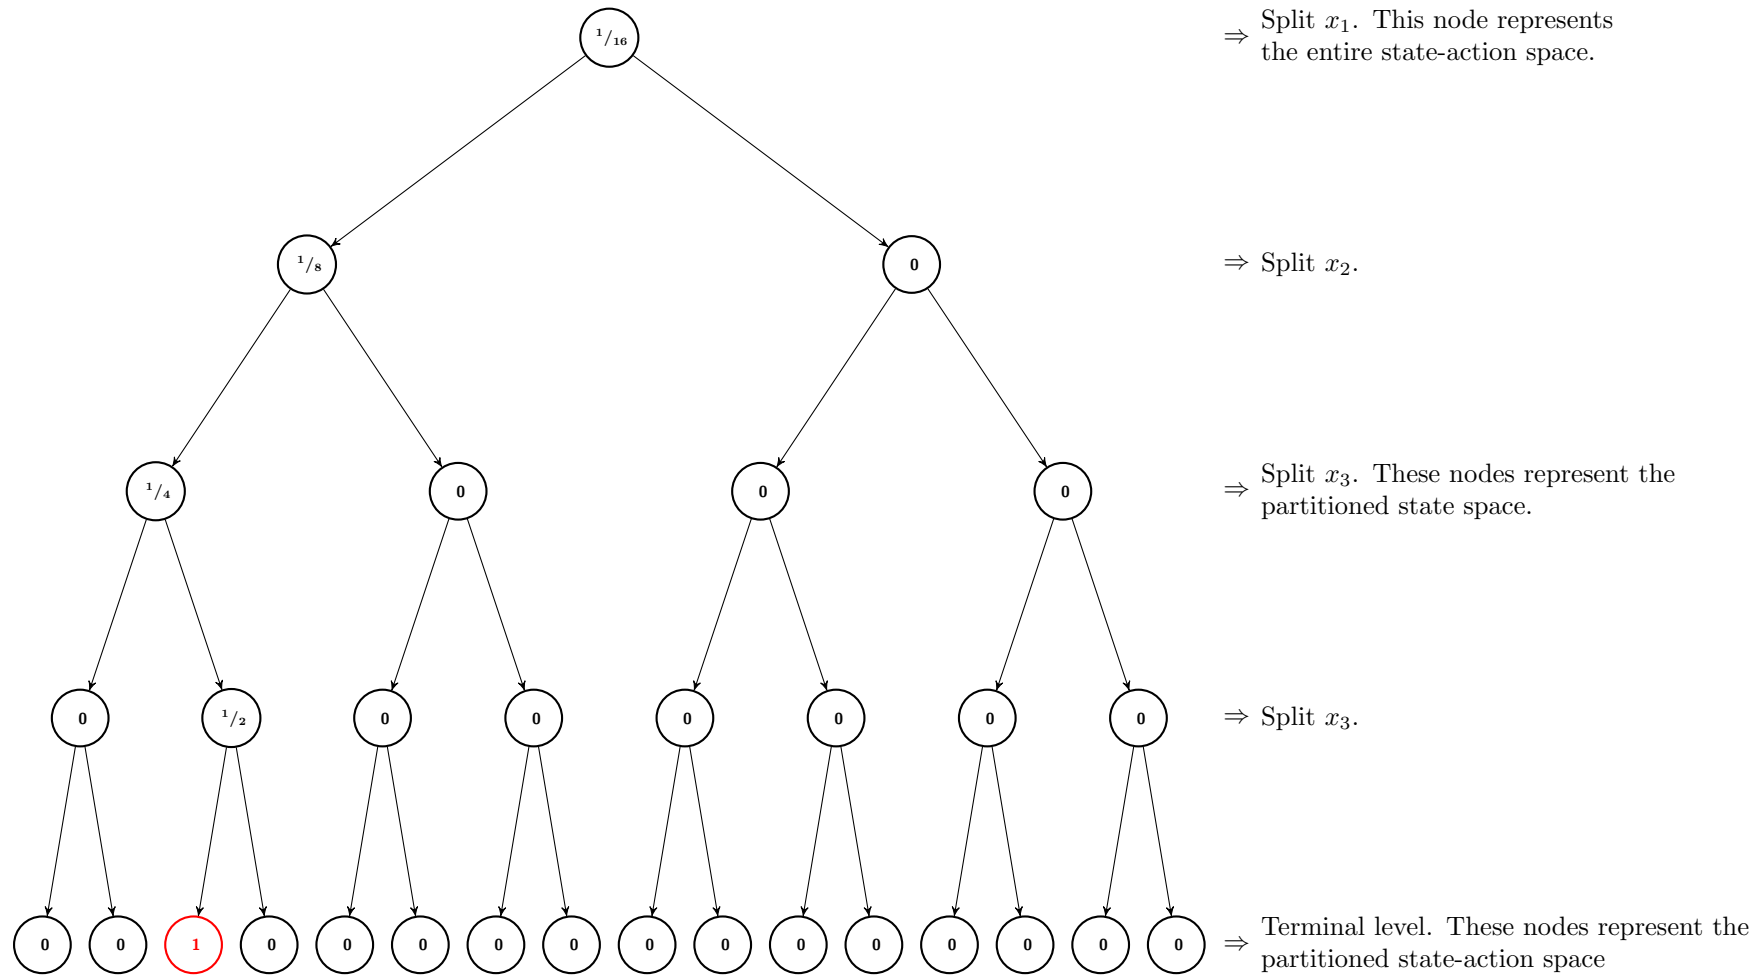 1/16 ⇒ Split x₁. This node represents
the entire state-action space.
1/8 0 ⇒ Split x₂.
1/4 0 0 0 ⇒ Split x₃. These nodes represent the
partitioned state space.
0 1/2 0 0 0 0 0 0 ⇒ Split x₃.
0 0 1 0 0 0 0 0 0 0 0 0 0 0 0 0 ⇒ Terminal level. These nodes represent the
partitioned state-action space